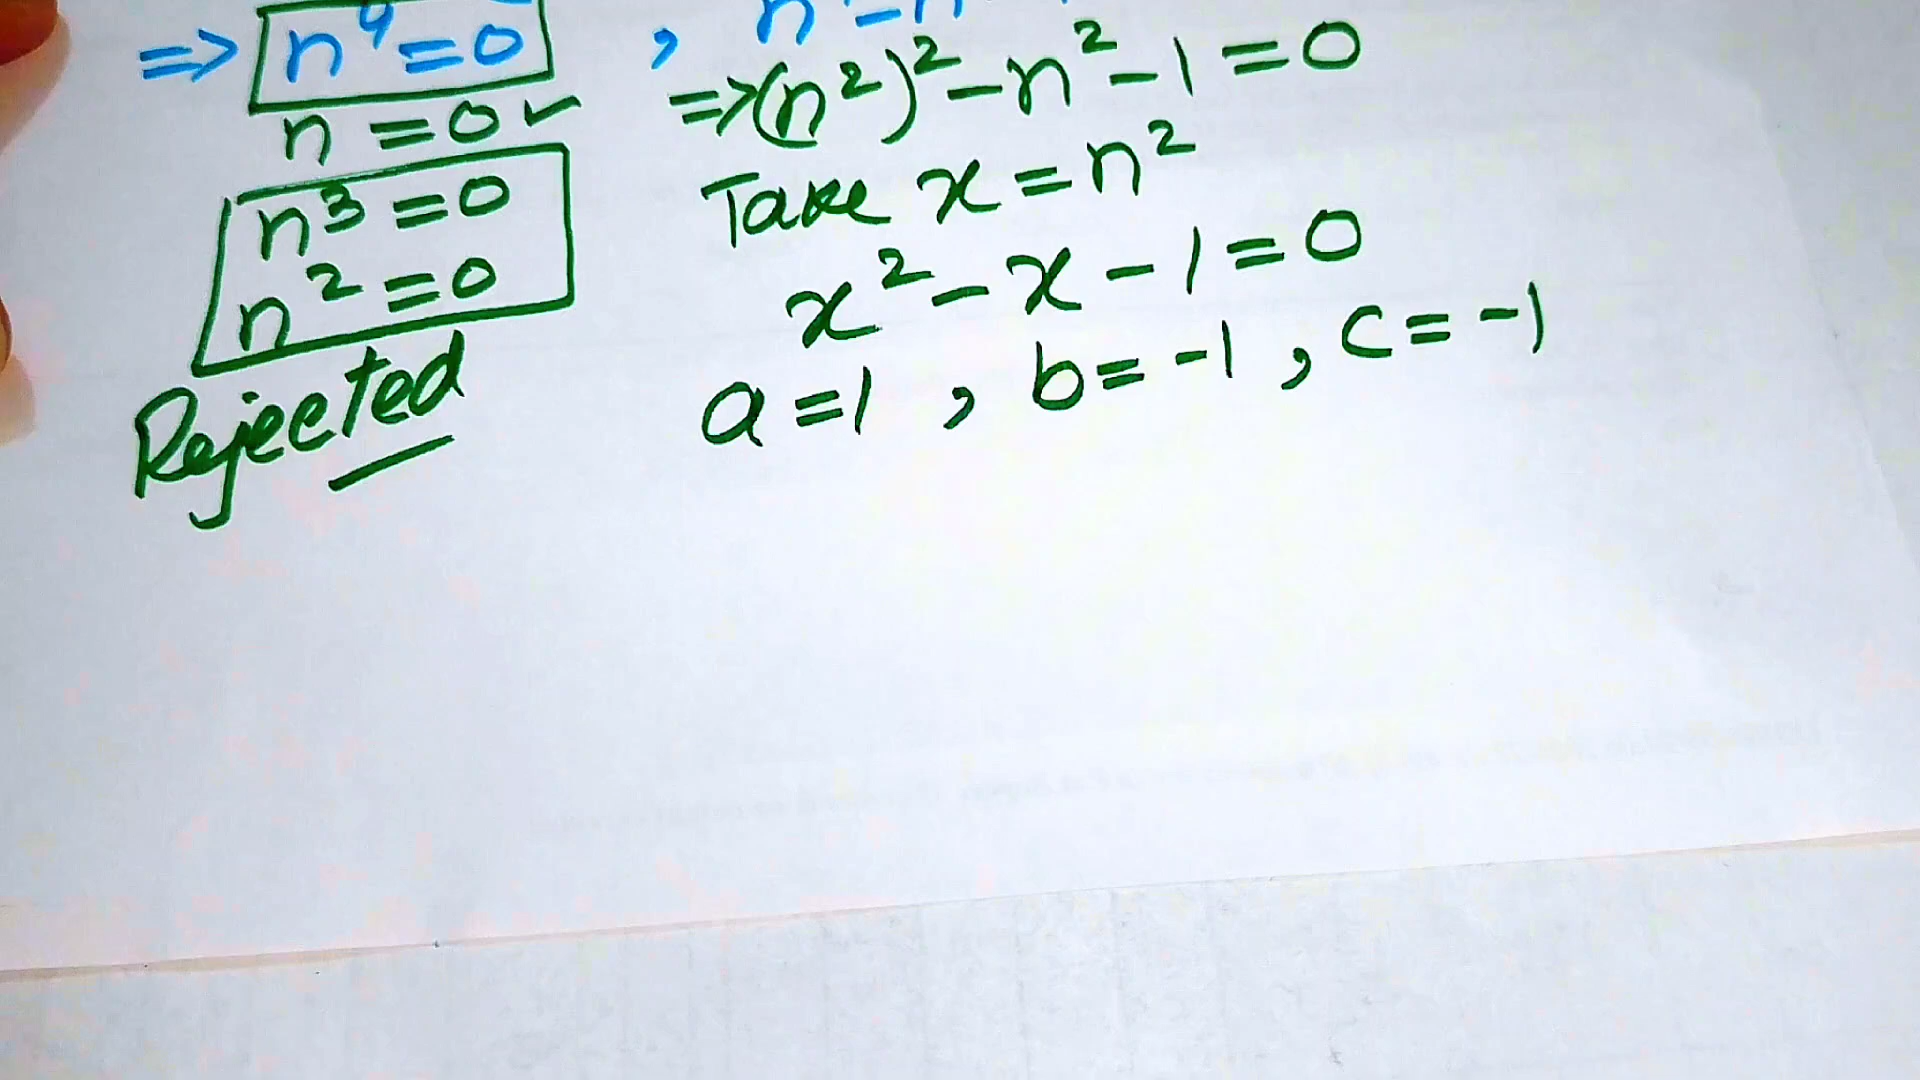 => n⁴=0 ,
n=0 ✓
n³=0
n²=0
Rejected
=>(n²)²-n²-1=0
Take x=n²
x²-x-1=0
a=1 , b=-1 , c=-1